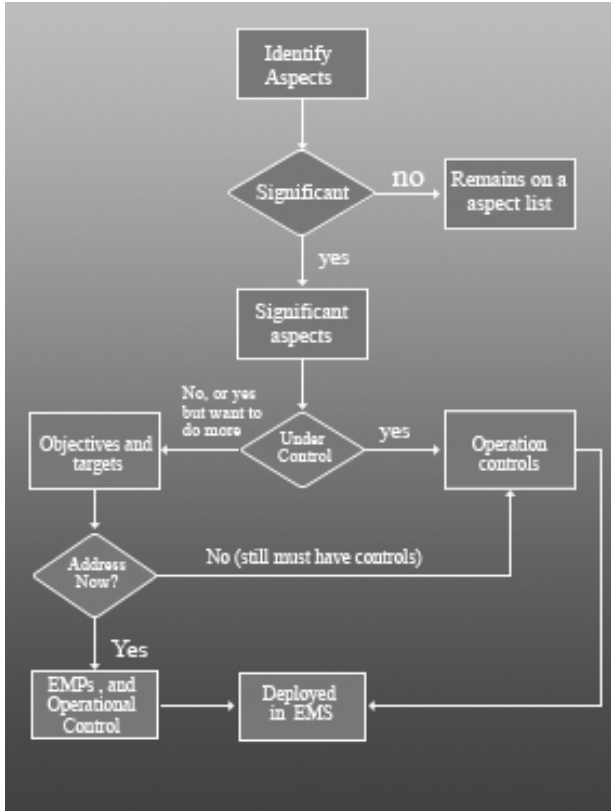 Identify
Aspects
Significant
no
Remains on a
aspect list
yes
Significant
aspects
No, or yes
but want to
do more
Under
Control
yes
Objectives and
targets
Operation
controls
Address
Now?
No (still must have controls)
Yes
EMPs , and
Operational
Control
Deployed
in EMS